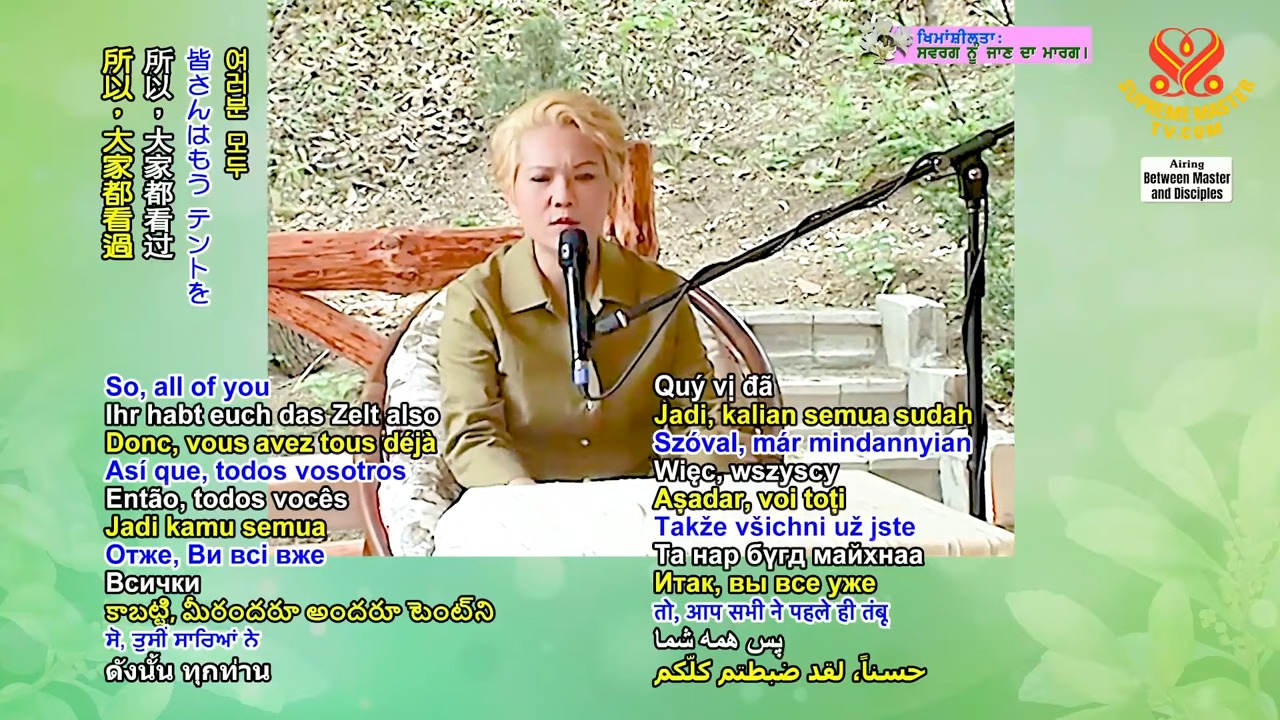 ਖਿਮਾਂਸ਼ੀਲਤਾ:
ਸਵਰਗ ਨੂੰ ਜਾਣ ਦਾ ਮਾਰਗ।
SUPREME MASTER
TV.COM
Airing
Between Master
and Disciples
여러분 모두
皆さんはもう テントを
所以，大家都看过
所以，大家都看過
So, all of you
Ihr habt euch das Zelt also
Donc, vous avez tous déjà
Así que, todos vosotros
Então, todos vocês
Jadi kamu semua
Отже, Ви всі вже
Всички
కాబట్టి, మీరందరూ అందరూ టెంట్‌ని
ਸੋ, ਤੁਸੀਂ ਸਾਰਿਆਂ ਨੇ
ดังนั้น ทุกท่าน
Quý vị đã
Jadi, kalian semua sudah
Szóval, már mindannyian
Więc, wszyscy
Așadar, voi toți
Takže všichni už jste
Та нар бүгд майхнаа
Итак, вы все уже
तो, आप सभी ने पहले ही तंबू
پس همه شما
حسناً، لقد ضبطتم كلّكم